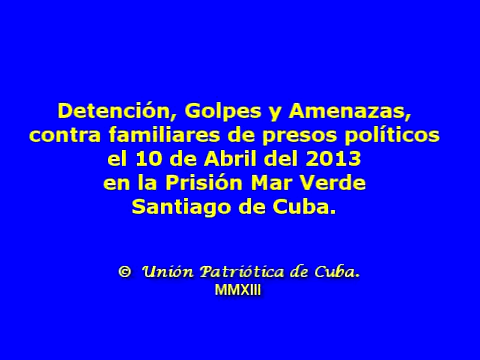 Detención, Golpes y Amenazas,
contra familiares de presos políticos
el 10 de Abril del 2013
en la Prisión Mar Verde
Santiago de Cuba.
© Unión Patriótica de Cuba.
MMXIII